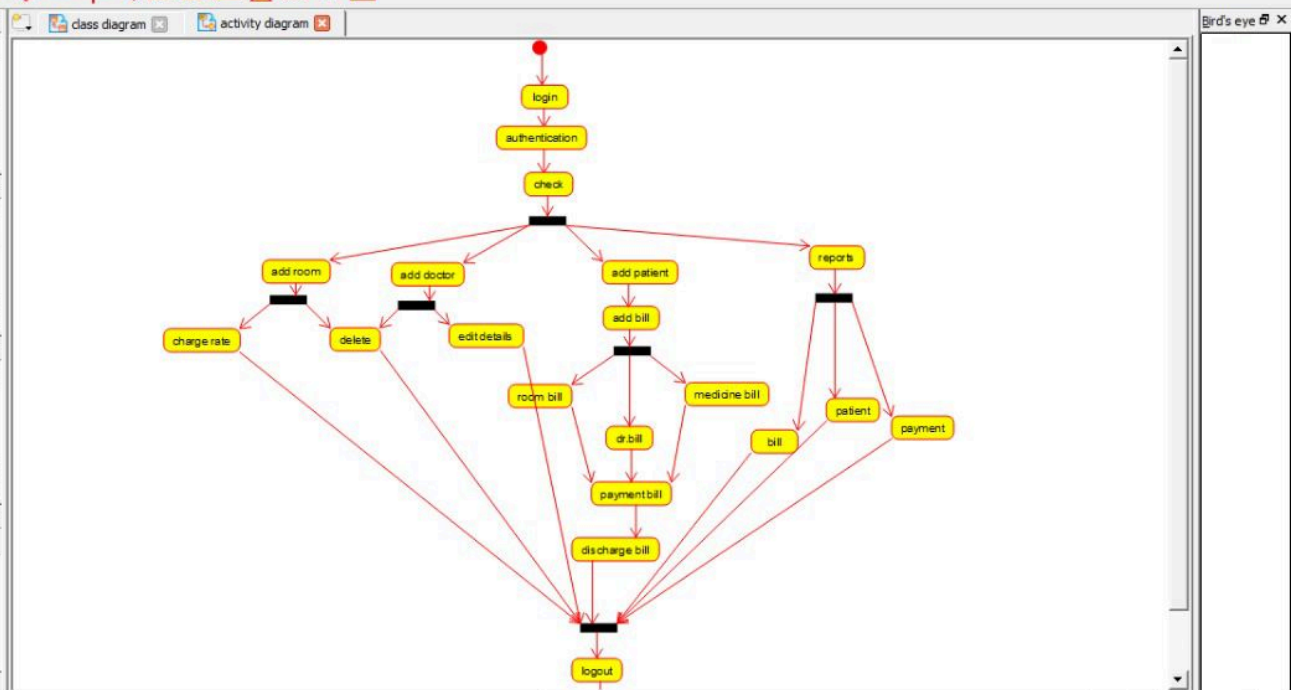 class diagram
activity diagram
Bird's eye
login
authentication
check
add room
add doctor
add patient
reports
charge rate
delete
edit details
add bill
room bill
medicine bill
dr.bill
bill
patient
payment
payment bill
discharge bill
logout